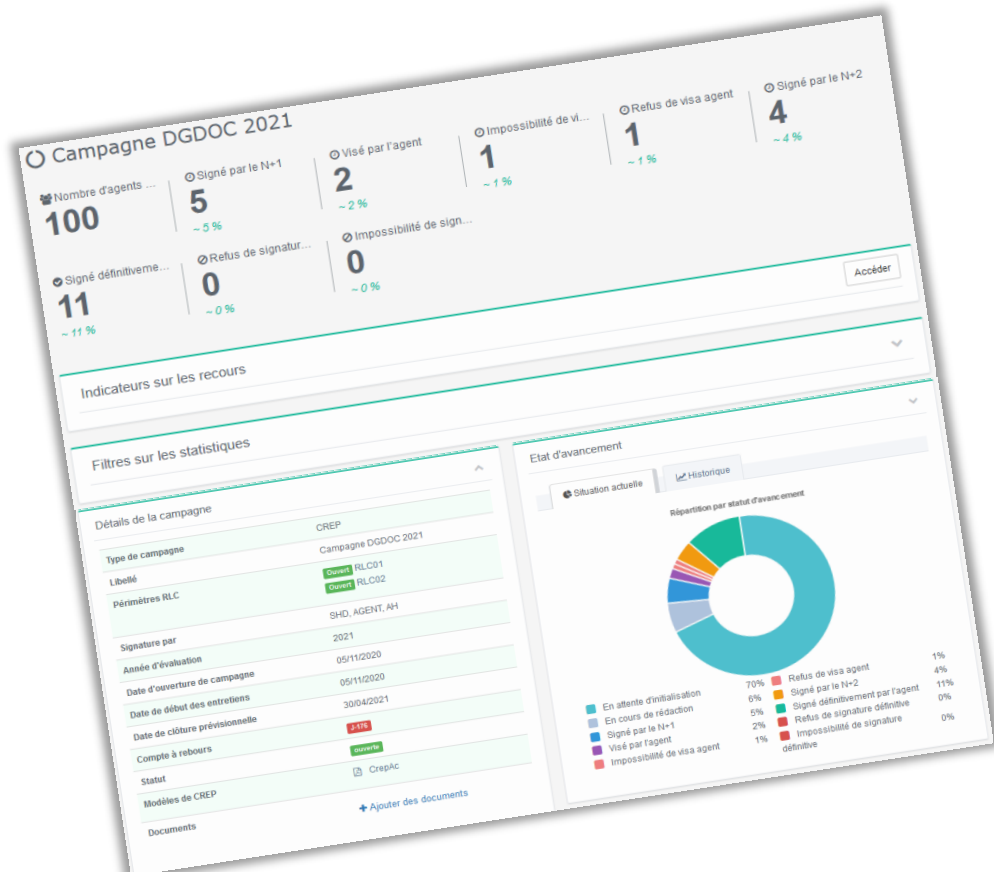 Campagne DGDOC 2021
Nombre d'agents ...
100
Signé par le N+1
5
~ 5 %
Visé par l'agent
2
~ 2 %
Impossibilité de vi...
1
~ 1 %
Refus de visa agent
1
~ 1 %
Signé par le N+2
4
~ 4 %
Signé définitiveme...
11
~ 11 %
Refus de signatur...
0
~ 0 %
Impossibilité de sign...
0
~ 0 %
Indicateurs sur les recours
Accéder
Filtres sur les statistiques
Détails de la campagne
Type de campagne CREP
Libellé Campagne DGDOC 2021
Périmètres RLC Ouvert RLC01
Ouvert RLC02
Signature par SHD, AGENT, AH
Année d'évaluation 2021
Date d'ouverture de campagne 05/11/2020
Date de début des entretiens 05/11/2020
Date de clôture prévisionnelle 30/04/2021
Compte à rebours J-175
Statut ouverte
Modèles de CREP CrepAc
Documents Ajouter des documents
Etat d'avancement
Situation actuelle
Historique
Répartition par statut d'avancement
En attente d'initialisation 70%
En cours de rédaction 6%
Signé par le N+1 5%
Visé par l'agent 2%
Impossibilité de visa agent 1%
Refus de visa agent 1%
Signé par le N+2 4%
Signé définitivement par l'agent 11%
Refus de signature définitive 0%
Impossibilité de signature 0%
définitive